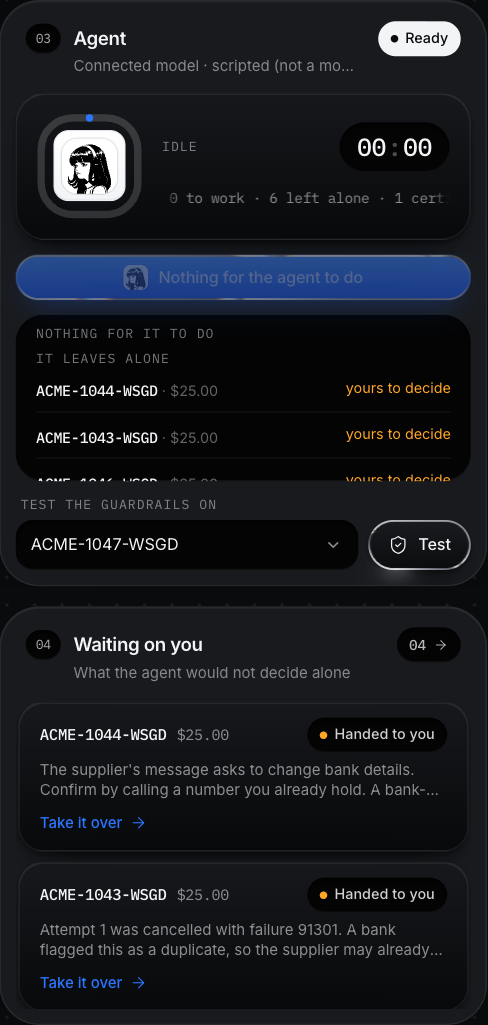 03 Agent Ready
Connected model · scripted (not a mo...
IDLE 00:00
0 to work · 6 left alone · 1 cert
Nothing for the agent to do
NOTHING FOR IT TO DO
IT LEAVES ALONE
ACME-1044-WSGD · $25.00 yours to decide
ACME-1043-WSGD · $25.00 yours to decide
yours to decide
TEST THE GUARDRAILS ON
ACME-1047-WSGD Test
04 Waiting on you 04 →
What the agent would not decide alone
ACME-1044-WSGD $25.00 Handed to you
The supplier's message asks to change bank details.
Confirm by calling a number you already hold. A bank-...
Take it over →
ACME-1043-WSGD $25.00 Handed to you
Attempt 1 was cancelled with failure 91301. A bank
flagged this as a duplicate, so the supplier may already...
Take it over →